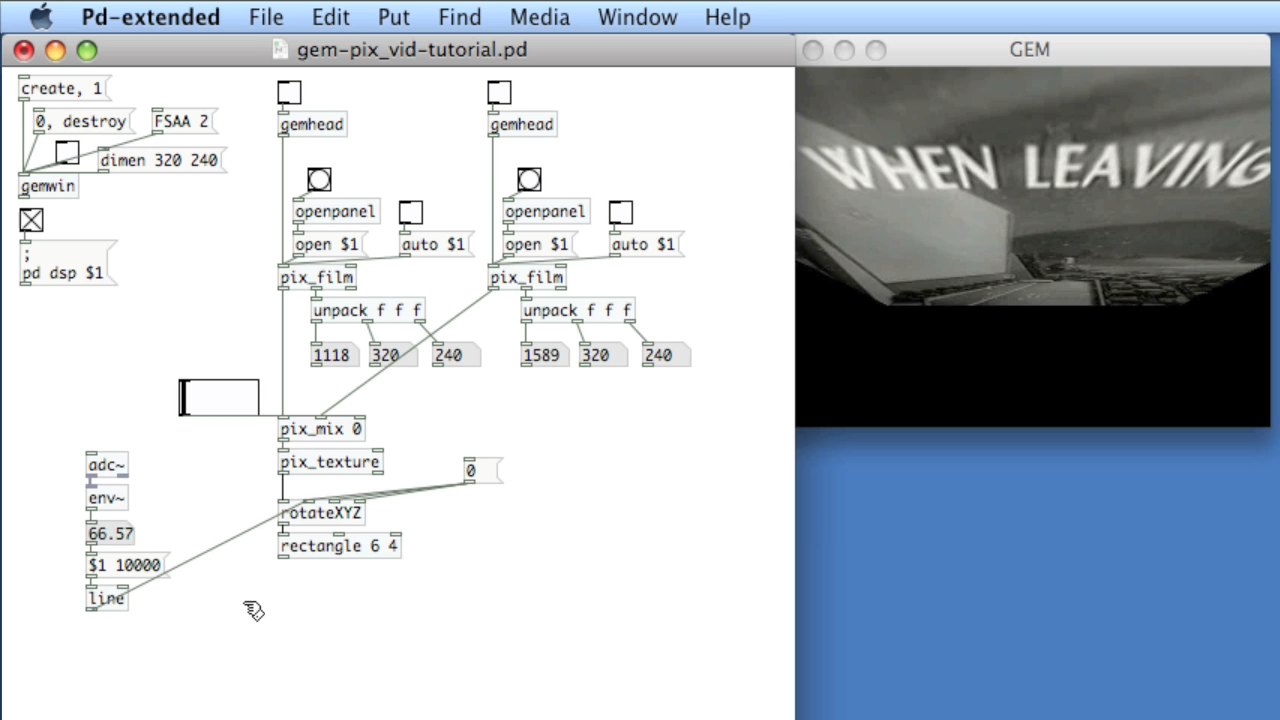 Pd-extended File Edit Put Find Media Window Help
gem-pix_vid-tutorial.pd
GEM
create, 1
0, destroy
FSAA 2
dimen 320 240
gemwin
;
pd dsp $1
gemhead
openpanel
open $1
auto $1
pix_film
unpack f f f
1118
320
240
gemhead
openpanel
open $1
auto $1
pix_film
unpack f f f
1589
320
240
pix_mix 0
pix_texture
0
rotateXYZ
rectangle 6 4
adc~
env~
66.57
$1 10000
line
WHEN LEAVING